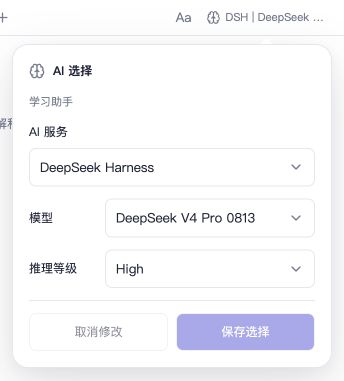 Aa DSH | DeepSeek ...
AI 选择
学习助手
AI 服务
DeepSeek Harness
模型 DeepSeek V4 Pro 0813
推理等级 High
取消修改 保存选择